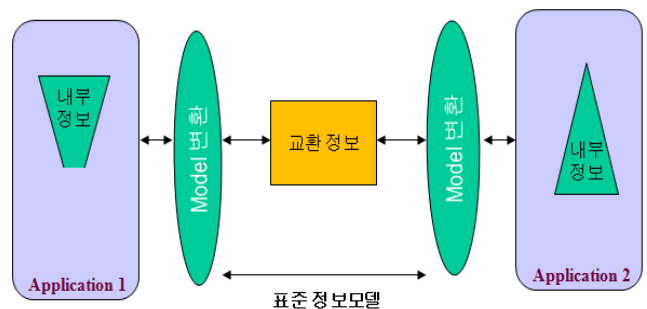 내부
정보
Application 1
Model 변환
교환 정보
Model 변환
내부
정보
Application 2
표준 정보모델